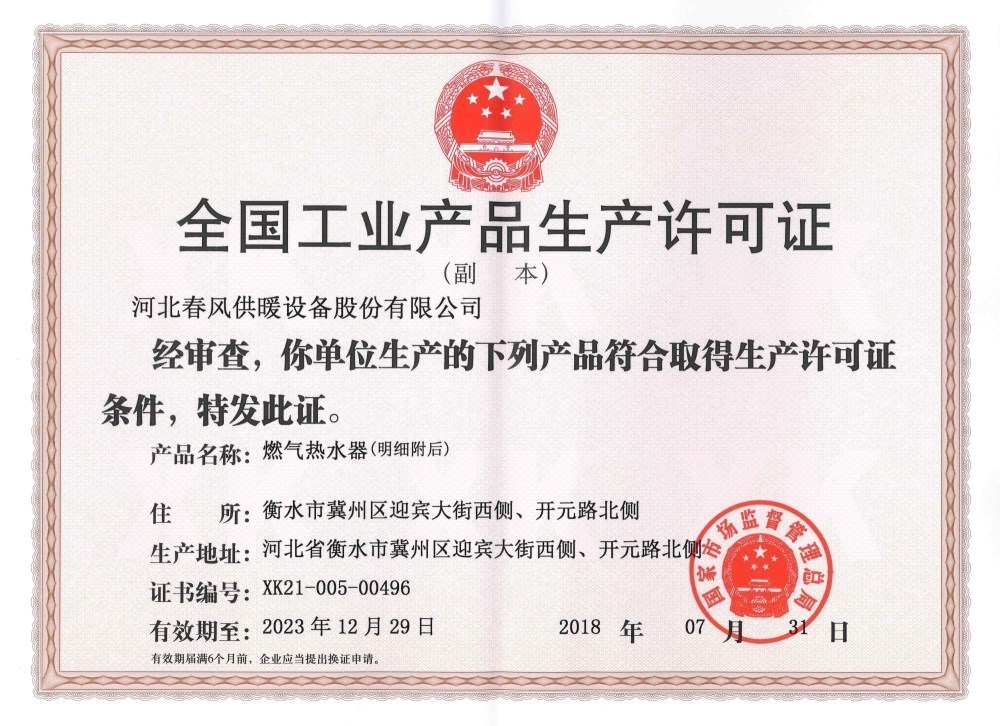 全国工业产品生产许可证
(副 本)
河北春风供暖设备股份有限公司
经审查，你单位生产的下列产品符合取得生产许可证
条件，特发此证。
产品名称：燃气热水器(明细附后)
住 所：衡水市冀州区迎宾大街西侧、开元路北侧
生产地址：河北省衡水市冀州区迎宾大街西侧、开元路北侧
国家市场监督管理总局
证书编号：XK21-005-00496
有效期至：2023 年 12 月 29 日 2018 年 07 月 31 日
有效期届满6个月前，企业应当提出换证申请。